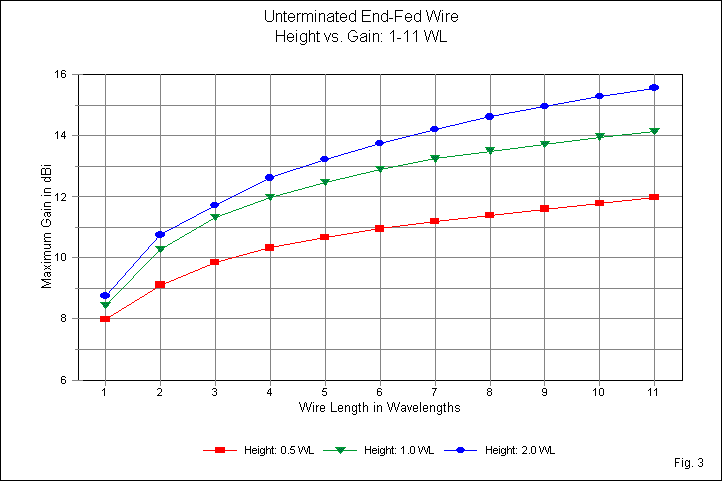 Unterminated End-Fed Wire
Height vs. Gain: 1-11 WL
16
14
12
10
8
6
Maximum Gain in dBi
1 2 3 4 5 6 7 8 9 10 11
Wire Length in Wavelengths
Height: 0.5 WL Height: 1.0 WL Height: 2.0 WL
Fig. 3